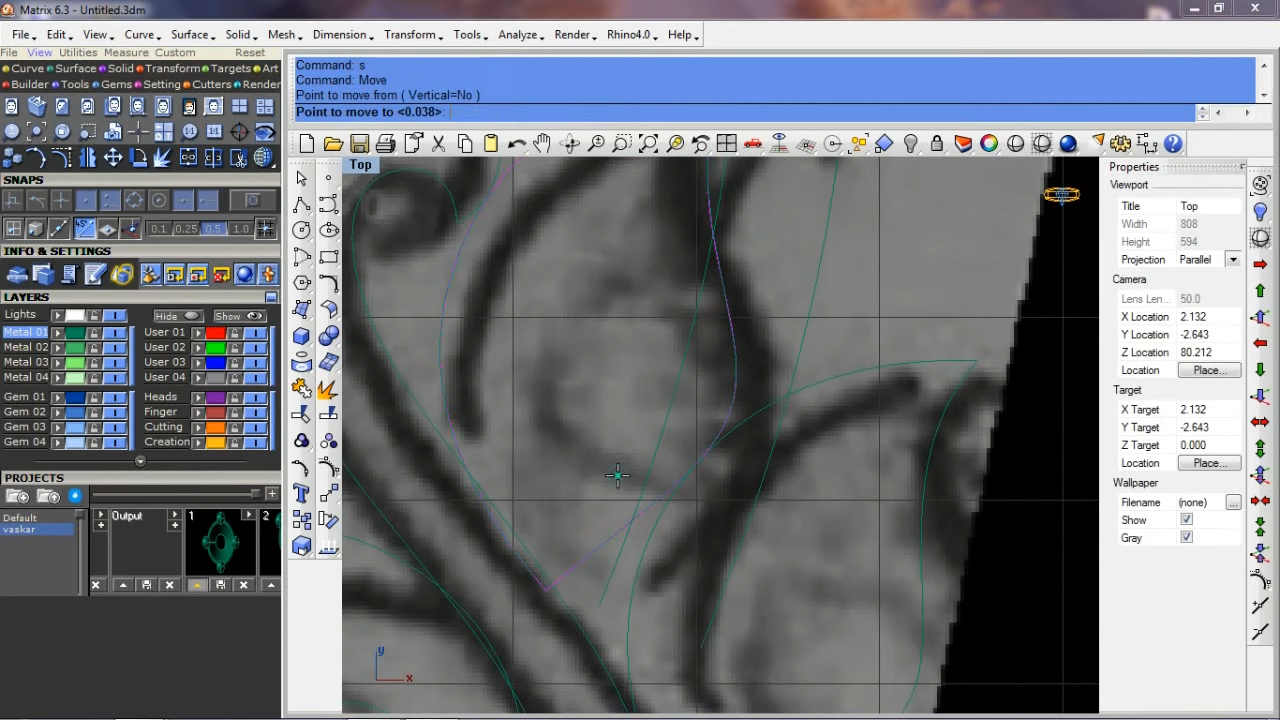 Matrix 6.3 - Untitled.3dm
File Edit View Curve Surface Solid Mesh Dimension Transform Tools Analyze Render Rhino4.0 Help
File View Utilities Measure Custom Reset
Curve Surface Solid Transform Targets Art
Builder Tools Gems Setting Cutters Render
Command: s
Command: Move
Point to move from ( Vertical=No )
Point to move to <0.038>:
Top
SNAPS
45°
0.1 0.25 0.5 1.0
INFO & SETTINGS
LAYERS
Lights Hide Show
Metal 01 User 01
Metal 02 User 02
Metal 03 User 03
Metal 04 User 04
Gem 01 Heads
Gem 02 Finger
Gem 03 Cutting
Gem 04 Creation
PROJECTS
Default
vaskar
Output 1 2
y
x
Properties
Viewport
Title Top
Width 808
Height 594
Projection Parallel
Camera
Lens Len... 50.0
X Location 2.132
Y Location -2.643
Z Location 80.212
Location Place...
Target
X Target 2.132
Y Target -2.643
Z Target 0.000
Location Place...
Wallpaper
Filename (none) ...
Show
Gray